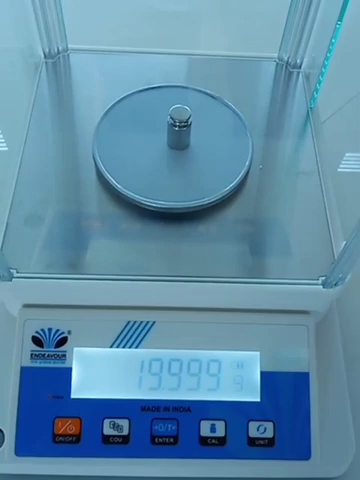 ENDEAVOUR
19.999 g
MADE IN INDIA
ON/OFF
COU
→O/T←
ENTER
CAL
UNIT